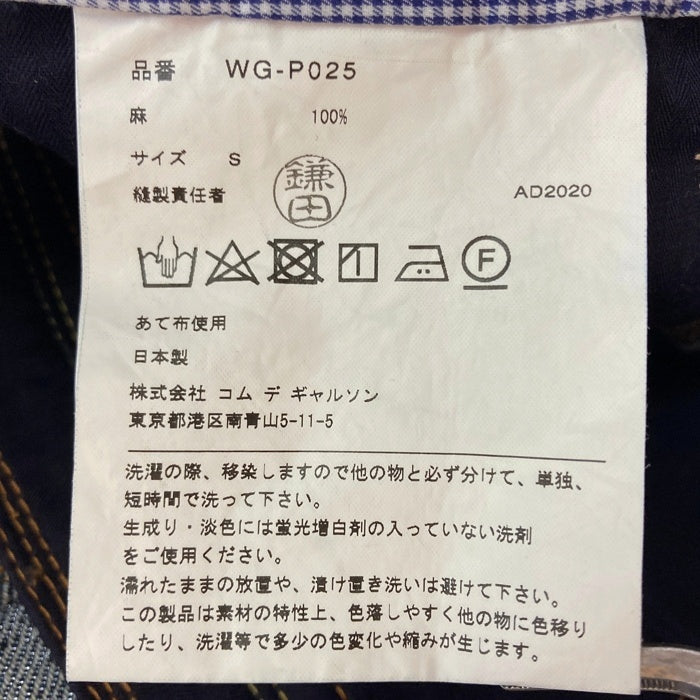 品番 WG-P025
麻 100%
サイズ S
縫製責任者 鎌田 AD2020
F
あて布使用
日本製
株式会社 コム デ ギャルソン
東京都港区南青山5-11-5
洗濯の際、移染しますので他の物と必ず分けて、単独、
短時間で洗って下さい。
生成り・淡色には蛍光増白剤の入っていない洗剤
をご使用ください。
濡れたままの放置や、漬け置き洗いは避けて下さい。
この製品は素材の特性上、色落しやすく他の物に色移り
したり、洗濯等で多少の色変化や縮みが生じます。